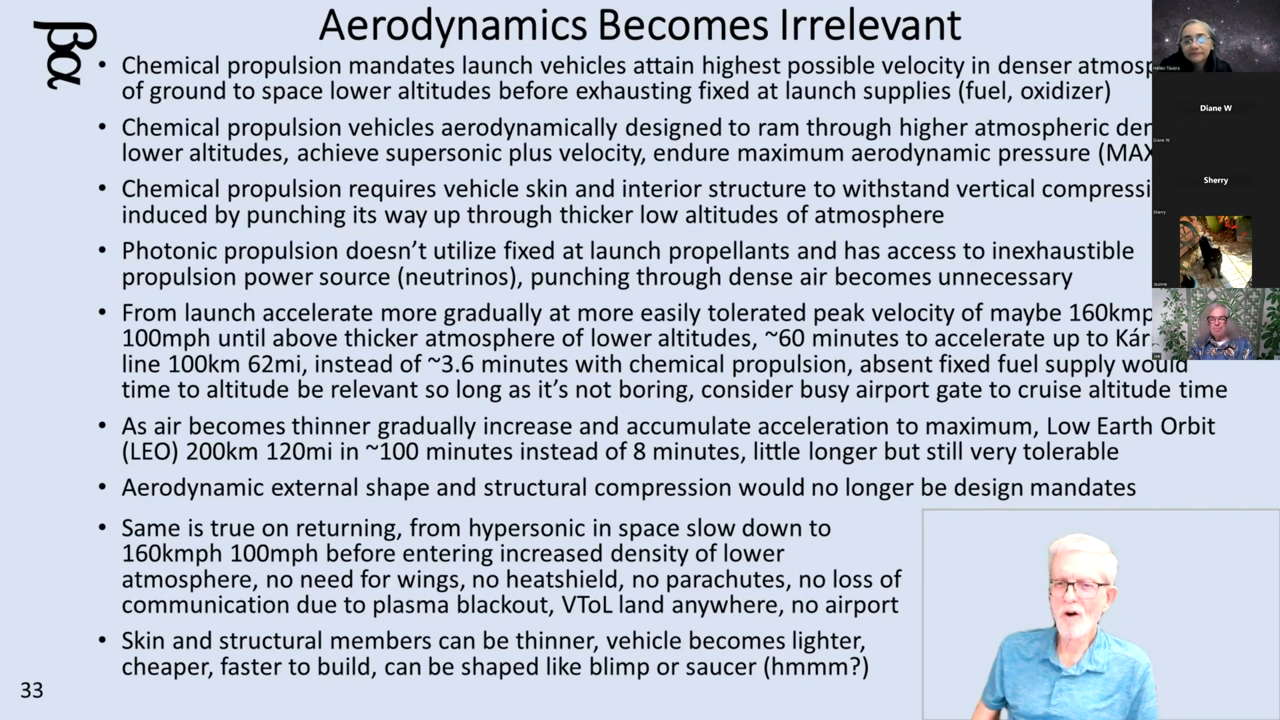 Aerodynamics Becomes Irrelevant
βα
• Chemical propulsion mandates launch vehicles attain highest possible velocity in denser
of ground to space lower altitudes before exhausting fixed at launch supplies (fuel, oxidizer)
• Chemical propulsion vehicles aerodynamically designed to ram through higher atmospheric
lower altitudes, achieve supersonic plus velocity, endure maximum aerodynamic pressure
• Chemical propulsion requires vehicle skin and interior structure to withstand vertical
induced by punching its way up through thicker low altitudes of atmosphere
• Photonic propulsion doesn’t utilize fixed at launch propellants and has access to inexhaustible
propulsion power source (neutrinos), punching through dense air becomes unnecessary
• From launch accelerate more gradually at more easily tolerated peak velocity of maybe
100mph until above thicker atmosphere of lower altitudes, ~60 minutes to accelerate up to
line 100km 62mi, instead of ~3.6 minutes with chemical propulsion, absent fixed fuel supply would
time to altitude be relevant so long as it’s not boring, consider busy airport gate to cruise altitude time
• As air becomes thinner gradually increase and accumulate acceleration to maximum, Low Earth Orbit
(LEO) 200km 120mi in ~100 minutes instead of 8 minutes, little longer but still very tolerable
• Aerodynamic external shape and structural compression would no longer be design mandates
• Same is true on returning, from hypersonic in space slow down to
160kmph 100mph before entering increased density of lower
atmosphere, no need for wings, no heatshield, no parachutes, no loss of
communication due to plasma blackout, VToL land anywhere, no airport
• Skin and structural members can be thinner, vehicle becomes lighter,
cheaper, faster to build, can be shaped like blimp or saucer (hmmm?)
33
Diane W
Diane W
Sherry
Sherry